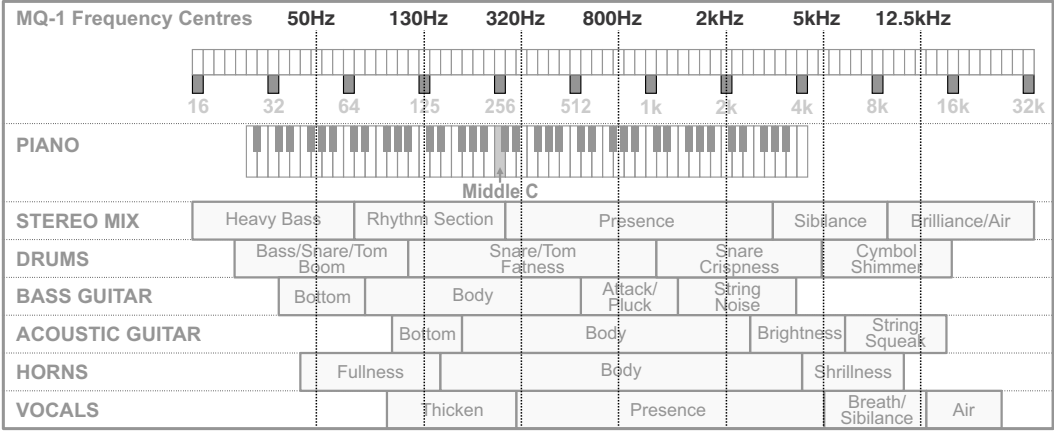 MQ-1 Frequency Centres 50Hz 130Hz 320Hz 800Hz 2kHz 5kHz 12.5kHz
16 32 64 125 256 512 1k 2k 4k 8k 16k 32k
PIANO
Middle C
STEREO MIX Heavy Bass Rhythm Section Presence Sibilance Brilliance/Air
DRUMS Bass/Snare/Tom Boom Snare/Tom Fatness Snare Crispness Cymbol Shimmer
BASS GUITAR Bottom Body Attack/Pluck String Noise
ACOUSTIC GUITAR Bottom Body Brightness String Squeak
HORNS Fullness Body Shrillness
VOCALS Thicken Presence Breath/Sibilance Air